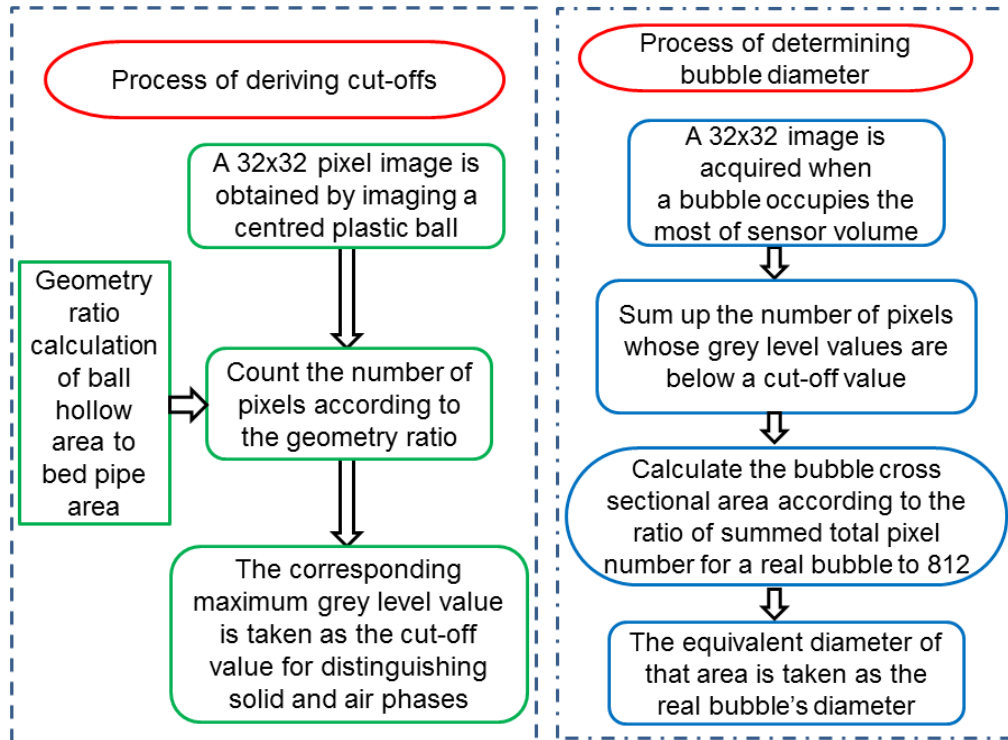 Process of deriving cut-offs
A 32x32 pixel image is
obtained by imaging a
centred plastic ball
Geometry
ratio
calculation
of ball
hollow
area to
bed pipe
area
Count the number of
pixels according to
the geometry ratio
The corresponding
maximum grey level value
is taken as the cut-off
value for distinguishing
solid and air phases
Process of determining
bubble diameter
A 32x32 image is
acquired when
a bubble occupies the
most of sensor volume
Sum up the number of pixels
whose grey level values are
below a cut-off value
Calculate the bubble cross
sectional area according to the
ratio of summed total pixel
number for a real bubble to 812
The equivalent diameter of
that area is taken as the
real bubble’s diameter